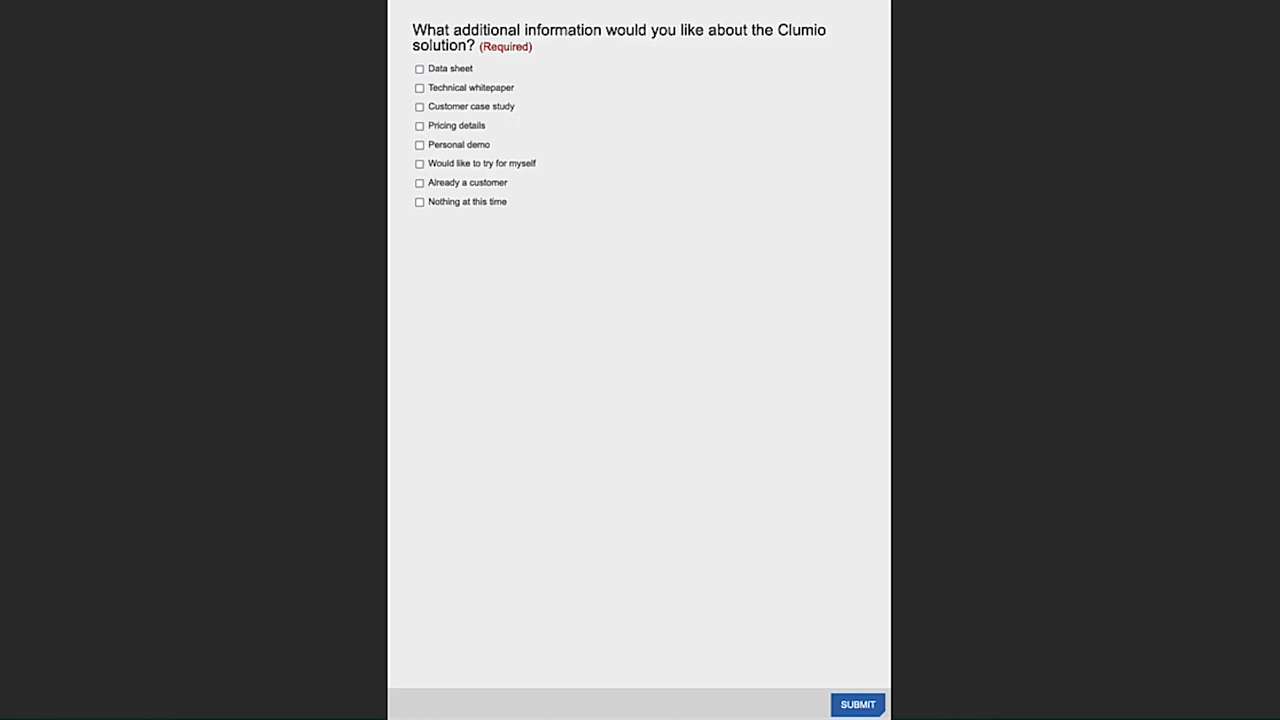 What additional information would you like about the Clumio
solution? (Required)
Data sheet
Technical whitepaper
Customer case study
Pricing details
Personal demo
Would like to try for myself
Already a customer
Nothing at this time
SUBMIT